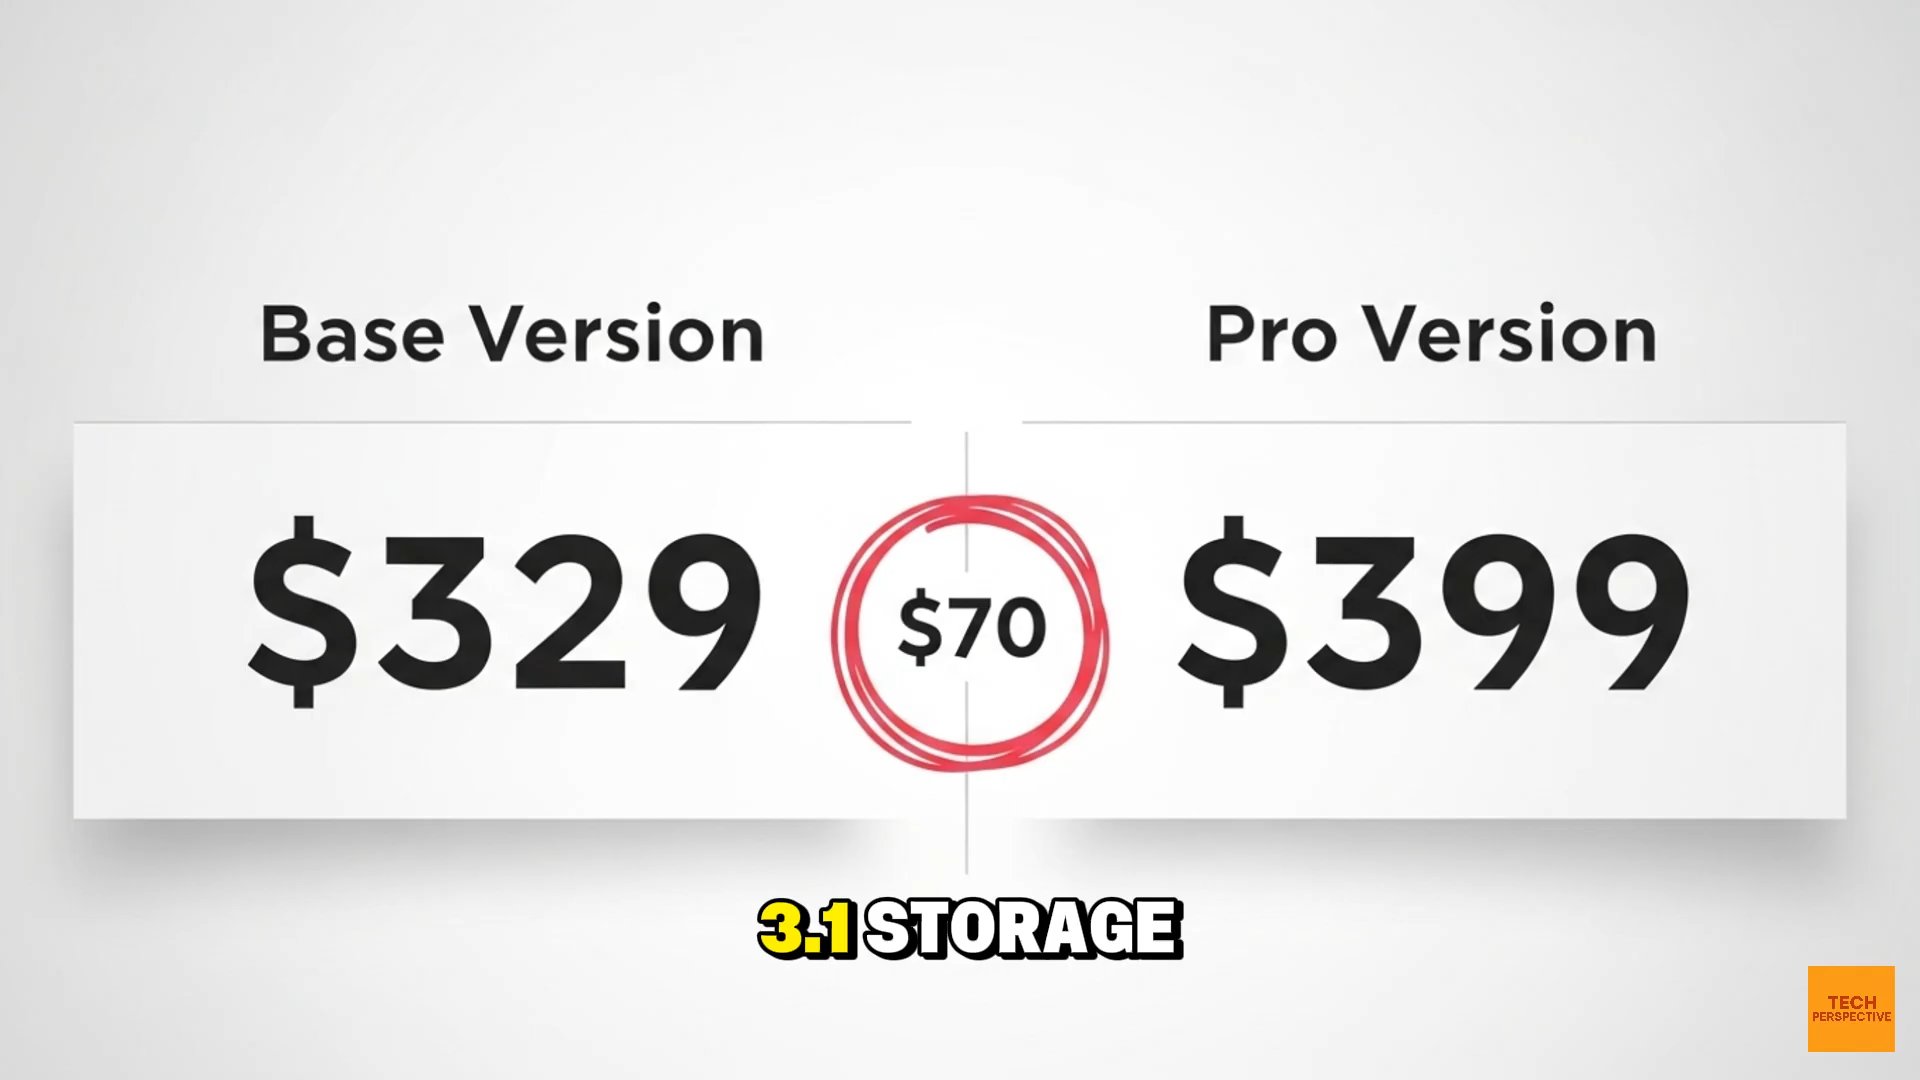 Base Version
Pro Version
$329
$70
$399
3.1 STORAGE
TECH
PERSPECTIVE